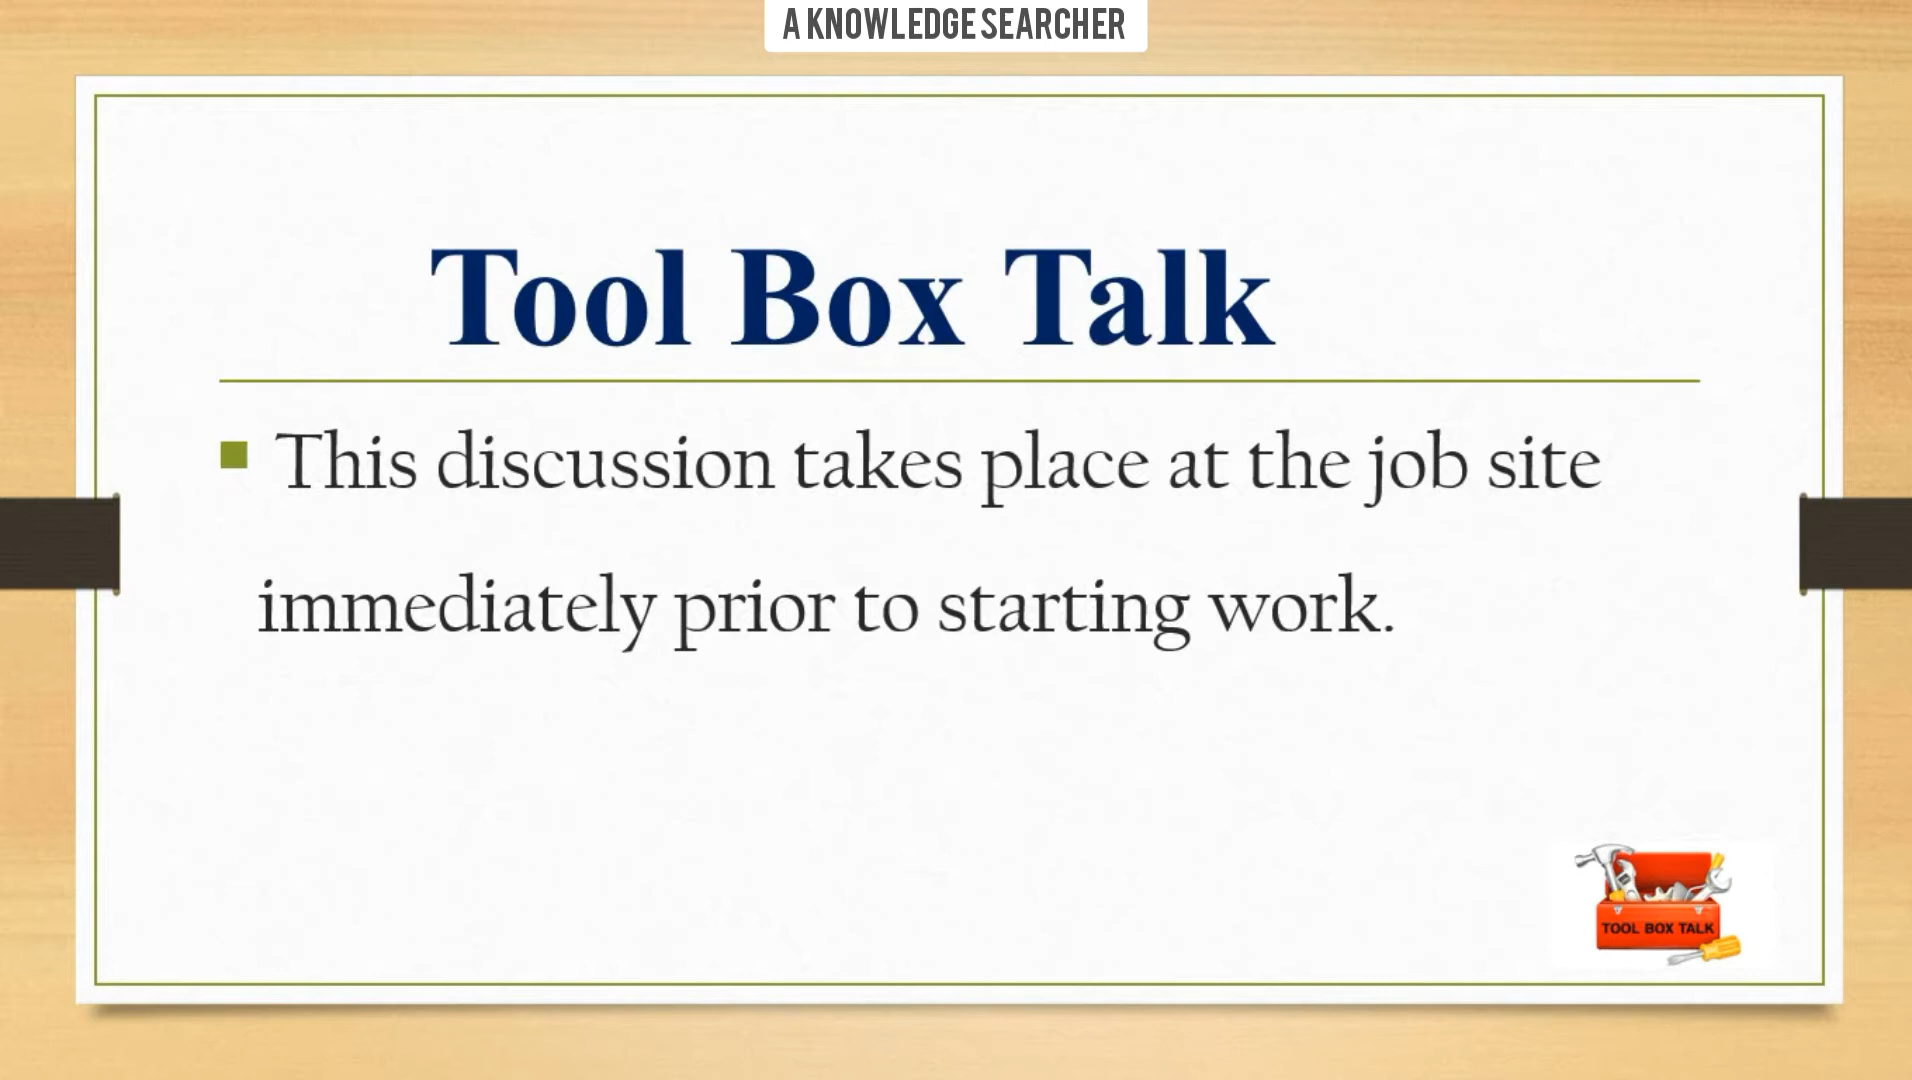 A KNOWLEDGE SEARCHER
Tool Box Talk
This discussion takes place at the job site
immediately prior to starting work.
TOOL BOX TALK